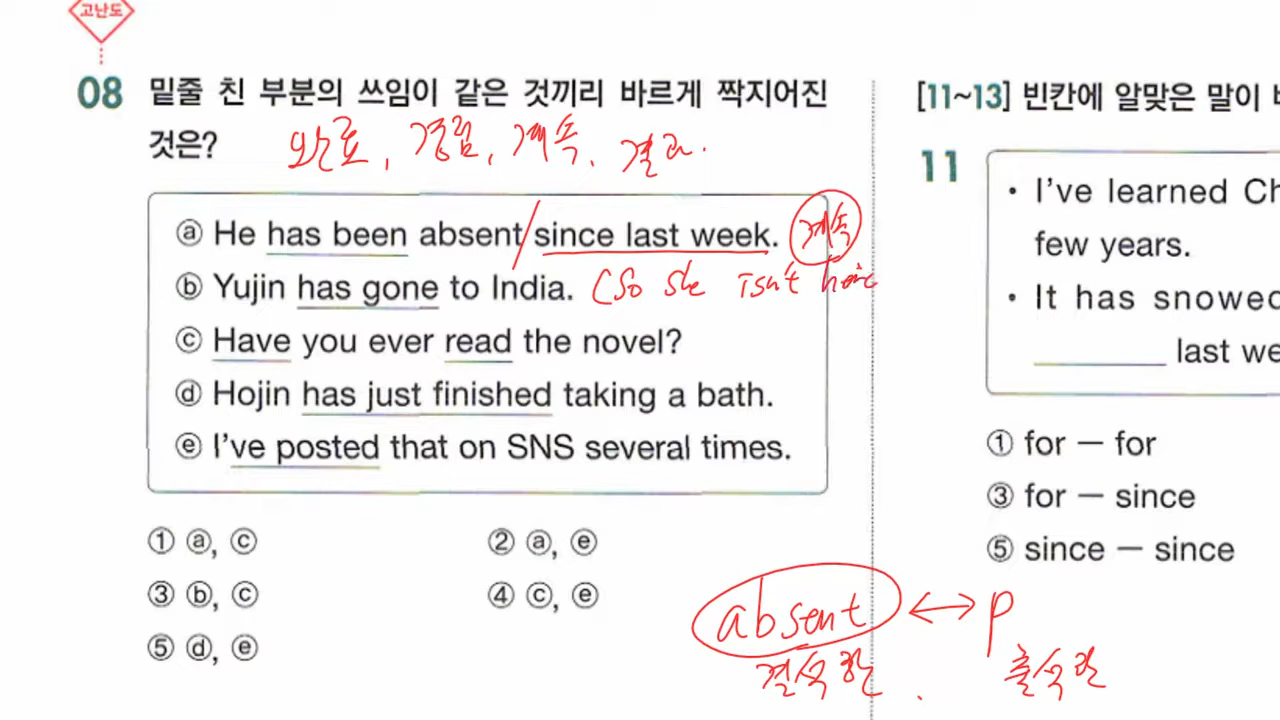 고난도
08 밑줄 친 부분의 쓰임이 같은 것끼리 바르게 짝지어진
것은?
완료, 경험, 계속, 결과.
ⓐ He has been absent / since last week. 계속
ⓑ Yujin has gone to India. (So she isn't here
ⓒ Have you ever read the novel?
ⓓ Hojin has just finished taking a bath.
ⓔ I've posted that on SNS several times.
① ⓐ, ⓒ
② ⓐ, ⓔ
③ ⓑ, ⓒ
④ ⓒ, ⓔ
⑤ ⓓ, ⓔ
absent ↔ p
결석한. 출석한
[11~13] 빈칸에 알맞은 말이
11
• I've learned Ch
few years.
• It has snowed
________ last we
① for – for
③ for – since
⑤ since – since